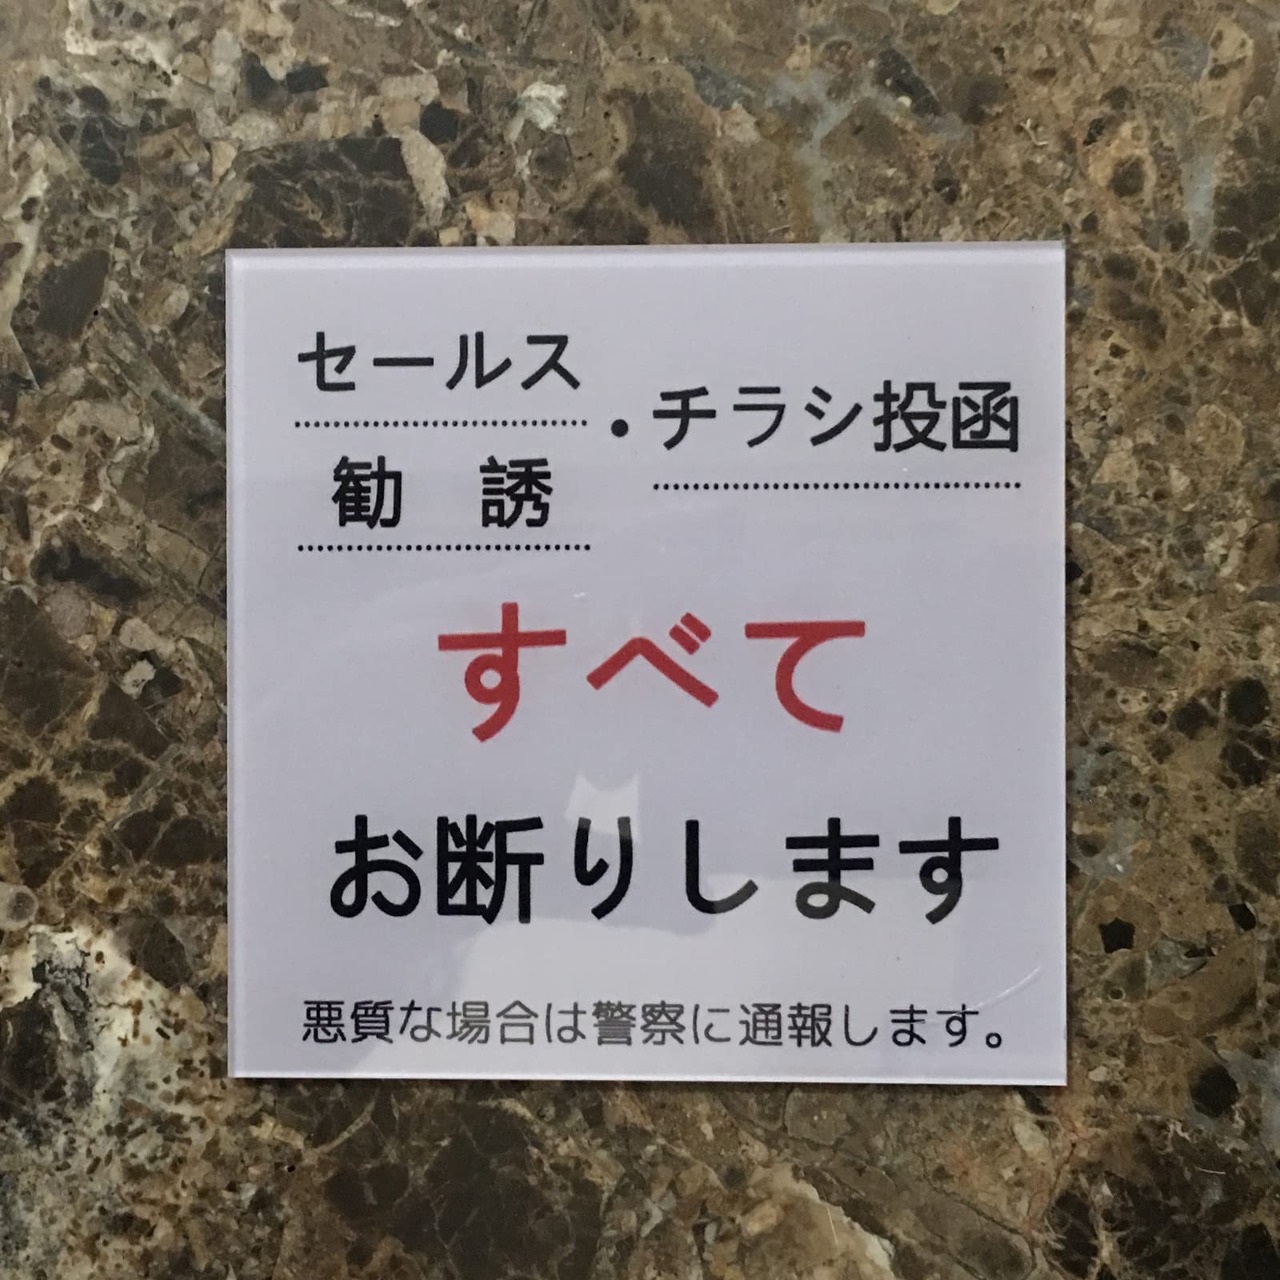 セールス
勧誘
・チラシ投函
すべて
お断りします
悪質な場合は警察に通報します。